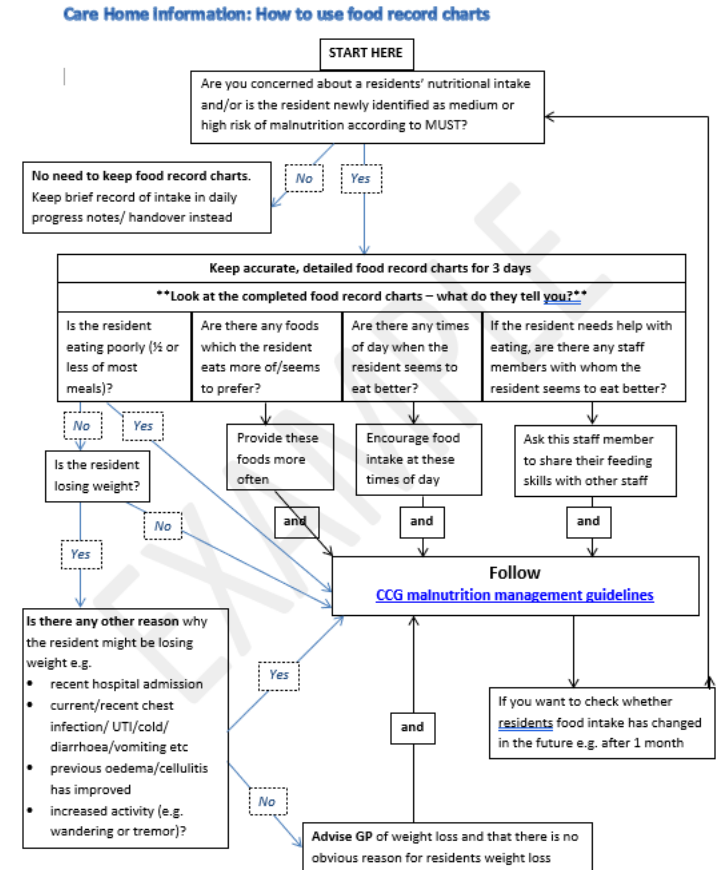 Care Home Information: How to use food record charts
START HERE
Are you concerned about a residents' nutritional intake
and/or is the resident newly identified as medium or
high risk of malnutrition according to MUST?
No
Yes
No need to keep food record charts.
Keep brief record of intake in daily
progress notes/ handover instead
Keep accurate, detailed food record charts for 3 days
**Look at the completed food record charts – what do they tell you?**
Is the resident
eating poorly (½ or
less of most
meals)?
Are there any foods
which the resident
eats more of/seems
to prefer?
Are there any times
of day when the
resident seems to
eat better?
If the resident needs help with
eating, are there any staff
members with whom the
resident seems to eat better?
No
Yes
Provide these
foods more
often
Encourage food
intake at these
times of day
Ask this staff member
to share their feeding
skills with other staff
Is the resident
losing weight?
No
Yes
and
and
and
Follow
CCG malnutrition management guidelines
Is there any other reason why
the resident might be losing
weight e.g.
• recent hospital admission
• current/recent chest
infection/ UTI/cold/
diarrhoea/vomiting etc
• previous oedema/cellulitis
has improved
• increased activity (e.g.
wandering or tremor)?
Yes
No
and
If you want to check whether
residents food intake has changed
in the future e.g. after 1 month
Advise GP of weight loss and that there is no
obvious reason for residents weight loss
EXAMPLE